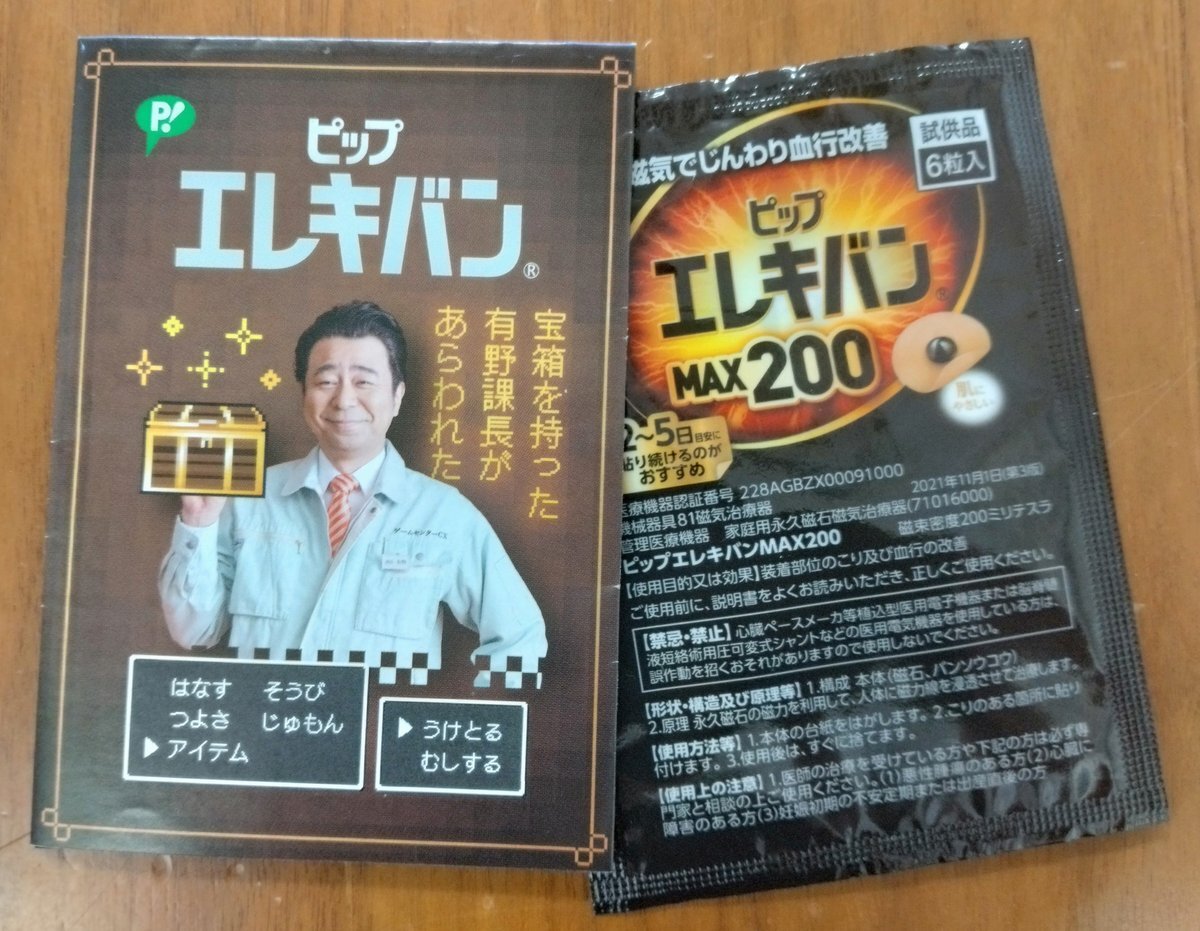 P!
ピップ
エレキバン®
宝箱を持った
有野課長が
あらわれた
ゲームセンターCX
はなす そうび
つよさ じゅもん
▶アイテム
▶うけとる
むしする
磁気でじんわり血行改善
試供品
6粒入
ピップ
エレキバン®
MAX200
肌に
やさしい
2〜5日目安に
貼り続けるのが
おすすめ
医療機器認証番号 228AGBZX00091000 2021年11月1日(第3版)
機械器具81磁気治療器
管理医療機器 家庭用永久磁石磁気治療器(71016000)
ピップエレキバンMAX200 磁束密度200ミリテスラ
【使用目的又は効果】装着部位のこり及び血行の改善
ご使用前に、説明書をよくお読みいただき、正しくご使用ください。
【禁忌・禁止】心臓ペースメーカ等植込型医用電子機器または脳脊髄
液短絡術用圧可変式シャントなどの医用電気機器を使用している方は、
誤作動を招くおそれがありますので使用しないでください。
【形状・構造及び原理等】1.構成 本体(磁石、バンソウコウ)
2.原理 永久磁石の磁力を利用して、人体に磁力線を浸透させて治療します。
【使用方法等】1.本体の台紙をはがします。2.こりのある箇所に貼り
付けます。3.使用後は、すぐに捨てます。
【使用上の注意】1.医師の治療を受けている方や下記の方は必ず専
門家と相談の上ご使用ください。(1)悪性腫瘍のある方(2)心臓に
障害のある方(3)妊娠初期の不安定期または出産直後の方